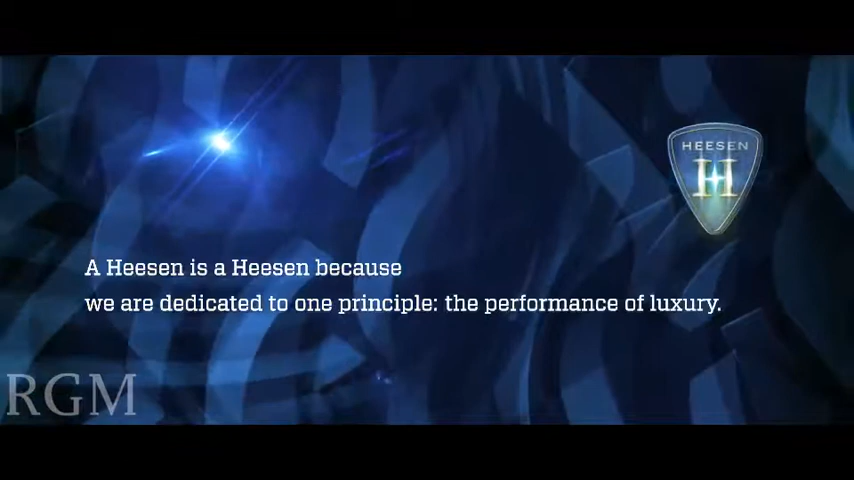 HEESEN
H
A Heesen is a Heesen because
we are dedicated to one principle: the performance of luxury.
RGM